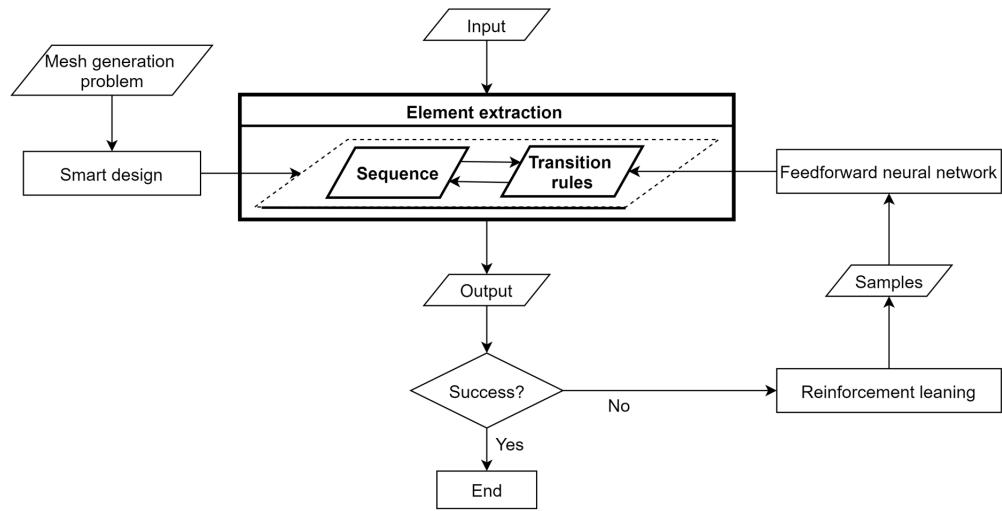 Input
Mesh generation
problem
Element extraction
Smart design
Sequence
Transition
rules
Feedforward neural network
Output
Samples
Success?
No
Reinforcement leaning
Yes
End